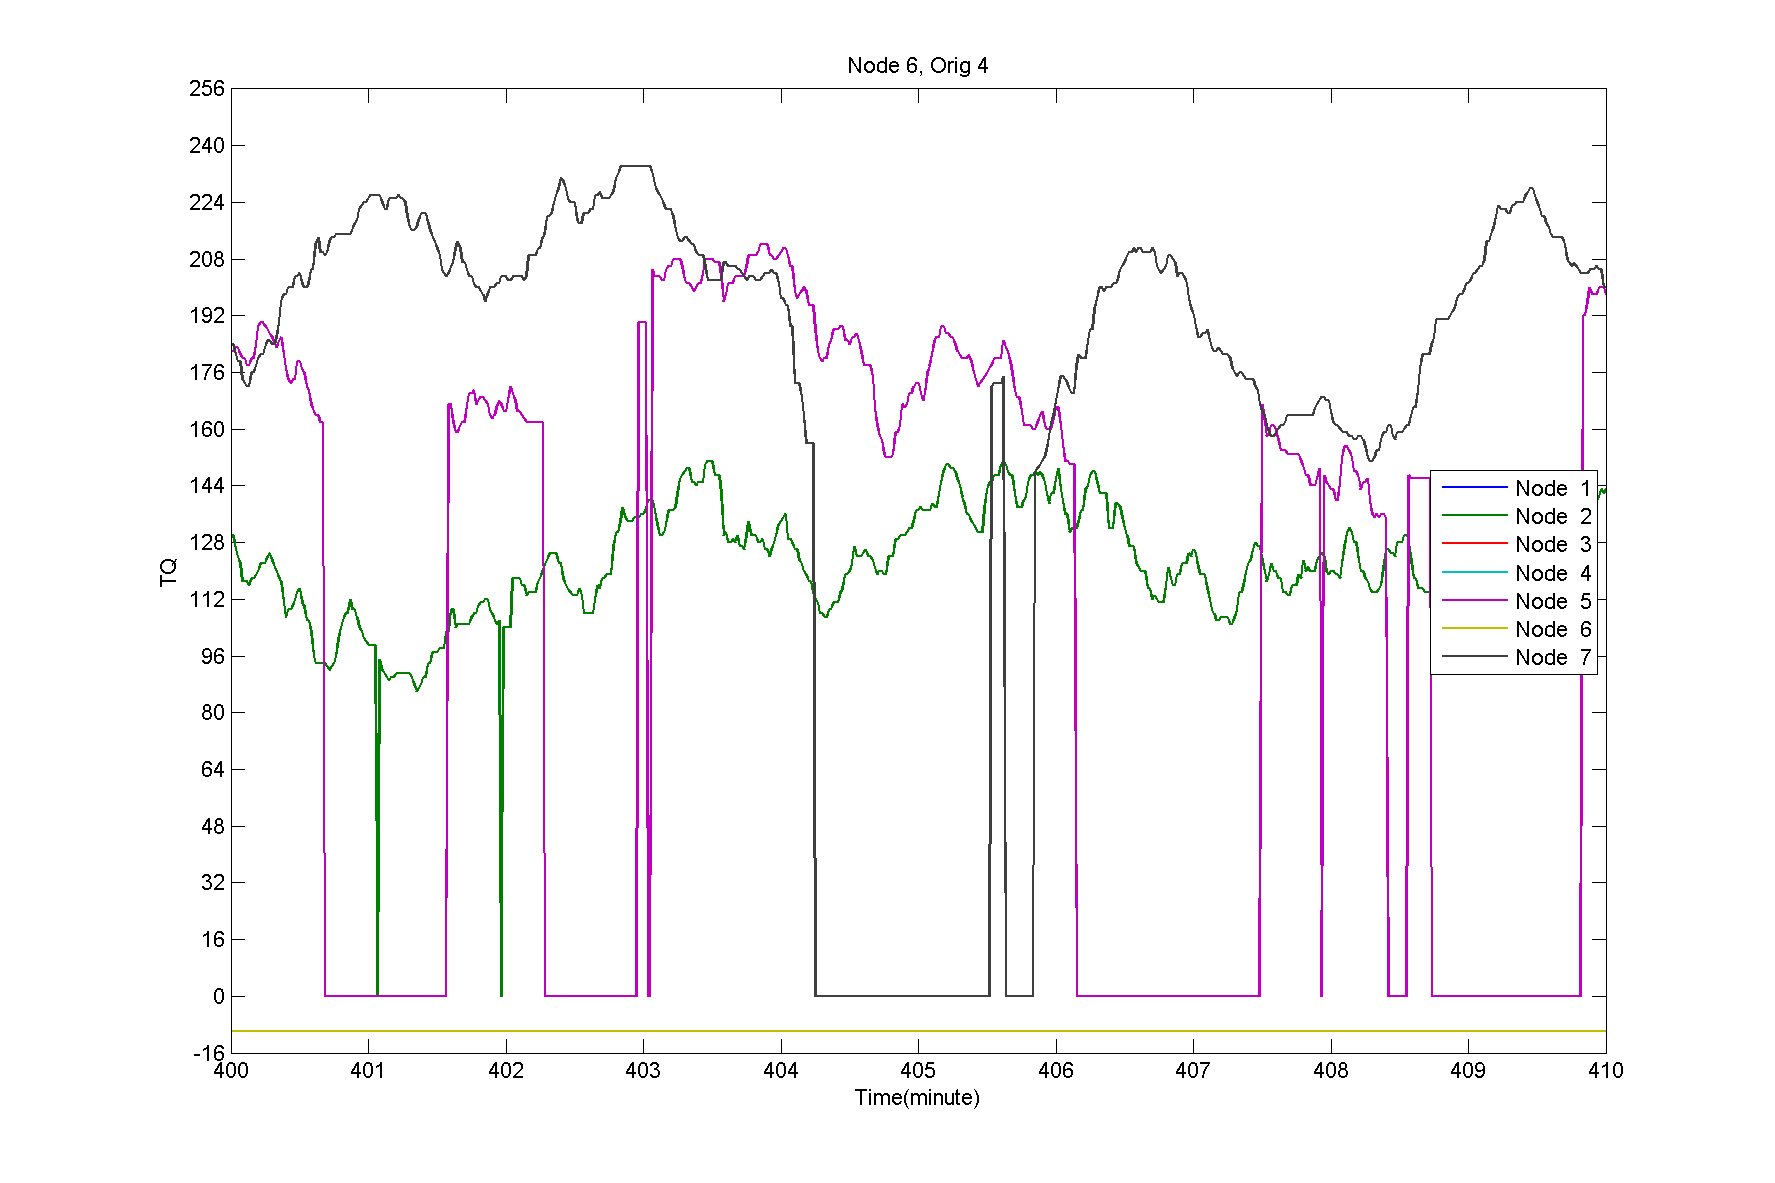 Node 6, Orig 4
256
240
224
208
192
176
160
144
128
112
96
80
64
48
32
16
0
-16
TQ
Node 1
Node 2
Node 3
Node 4
Node 5
Node 6
Node 7
400 401 402 403 404 405 406 407 408 409 410
Time(minute)